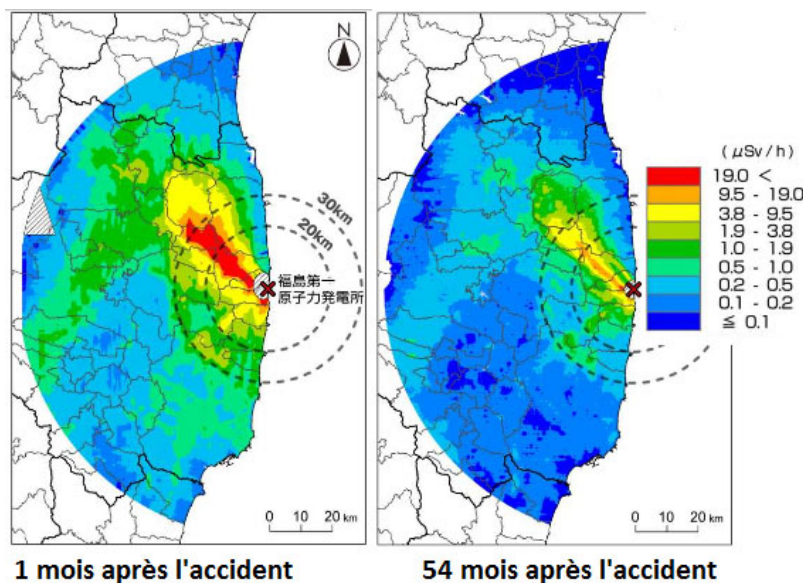 N
30km
20km
福島第一
原子力発電所
0 10 20 km
1 mois après l'accident
(μSv/h)
19.0 <
9.5 - 19.0
3.8 - 9.5
1.9 - 3.8
1.0 - 1.9
0.5 - 1.0
0.2 - 0.5
0.1 - 0.2
≦ 0.1
0 10 20 km
54 mois après l'accident